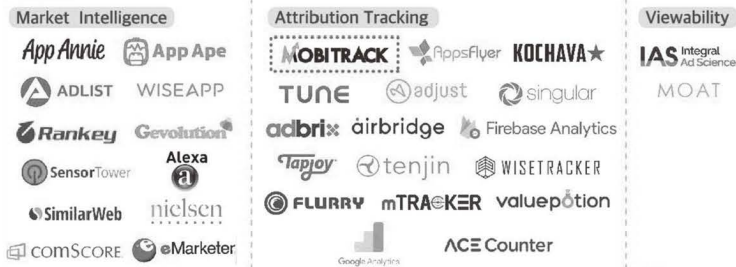 Market Intelligence
App Annie
App Ape
ADLIST
WISEAPP
Rankey
Gevolution
SensorTower
Alexa
a
SimilarWeb
nielsen
comSCORE.
eMarketer
Attribution Tracking
MOBITRACK
AppsFlyer
KOCHAVA
TUNE
adjust
singular
adbrix
airbridge
Firebase Analytics
Tapjoy
tenjin
WISETRACKER
FLURRY
mTRACKER
valuepotion
Google Analytics
ACE Counter
Viewability
IAS Integral
Ad Science
MOAT